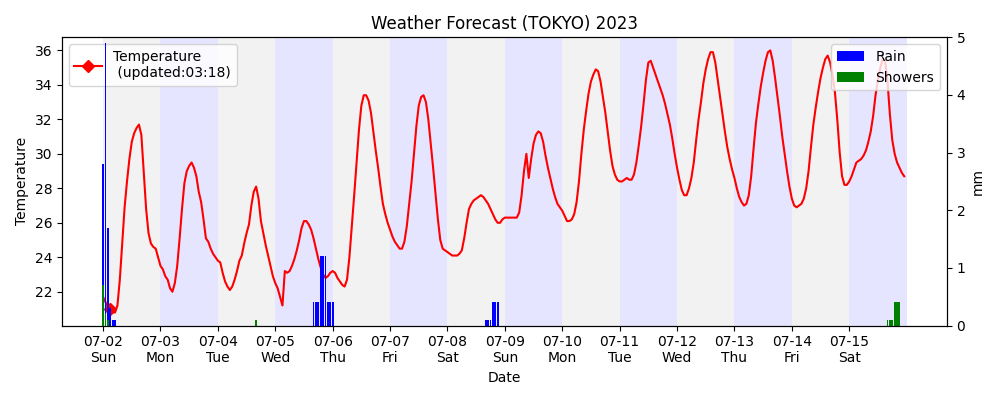 Weather Forecast (TOKYO) 2023
Temperature
(updated:03:18)
Rain
Showers
Temperature
36
34
32
30
28
26
24
22
5
4
3
2
1
0
mm
07-02 07-03 07-04 07-05 07-06 07-07 07-08 07-09 07-10 07-11 07-12 07-13 07-14 07-15
Sun Mon Tue Wed Thu Fri Sat Sun Mon Tue Wed Thu Fri Sat
Date